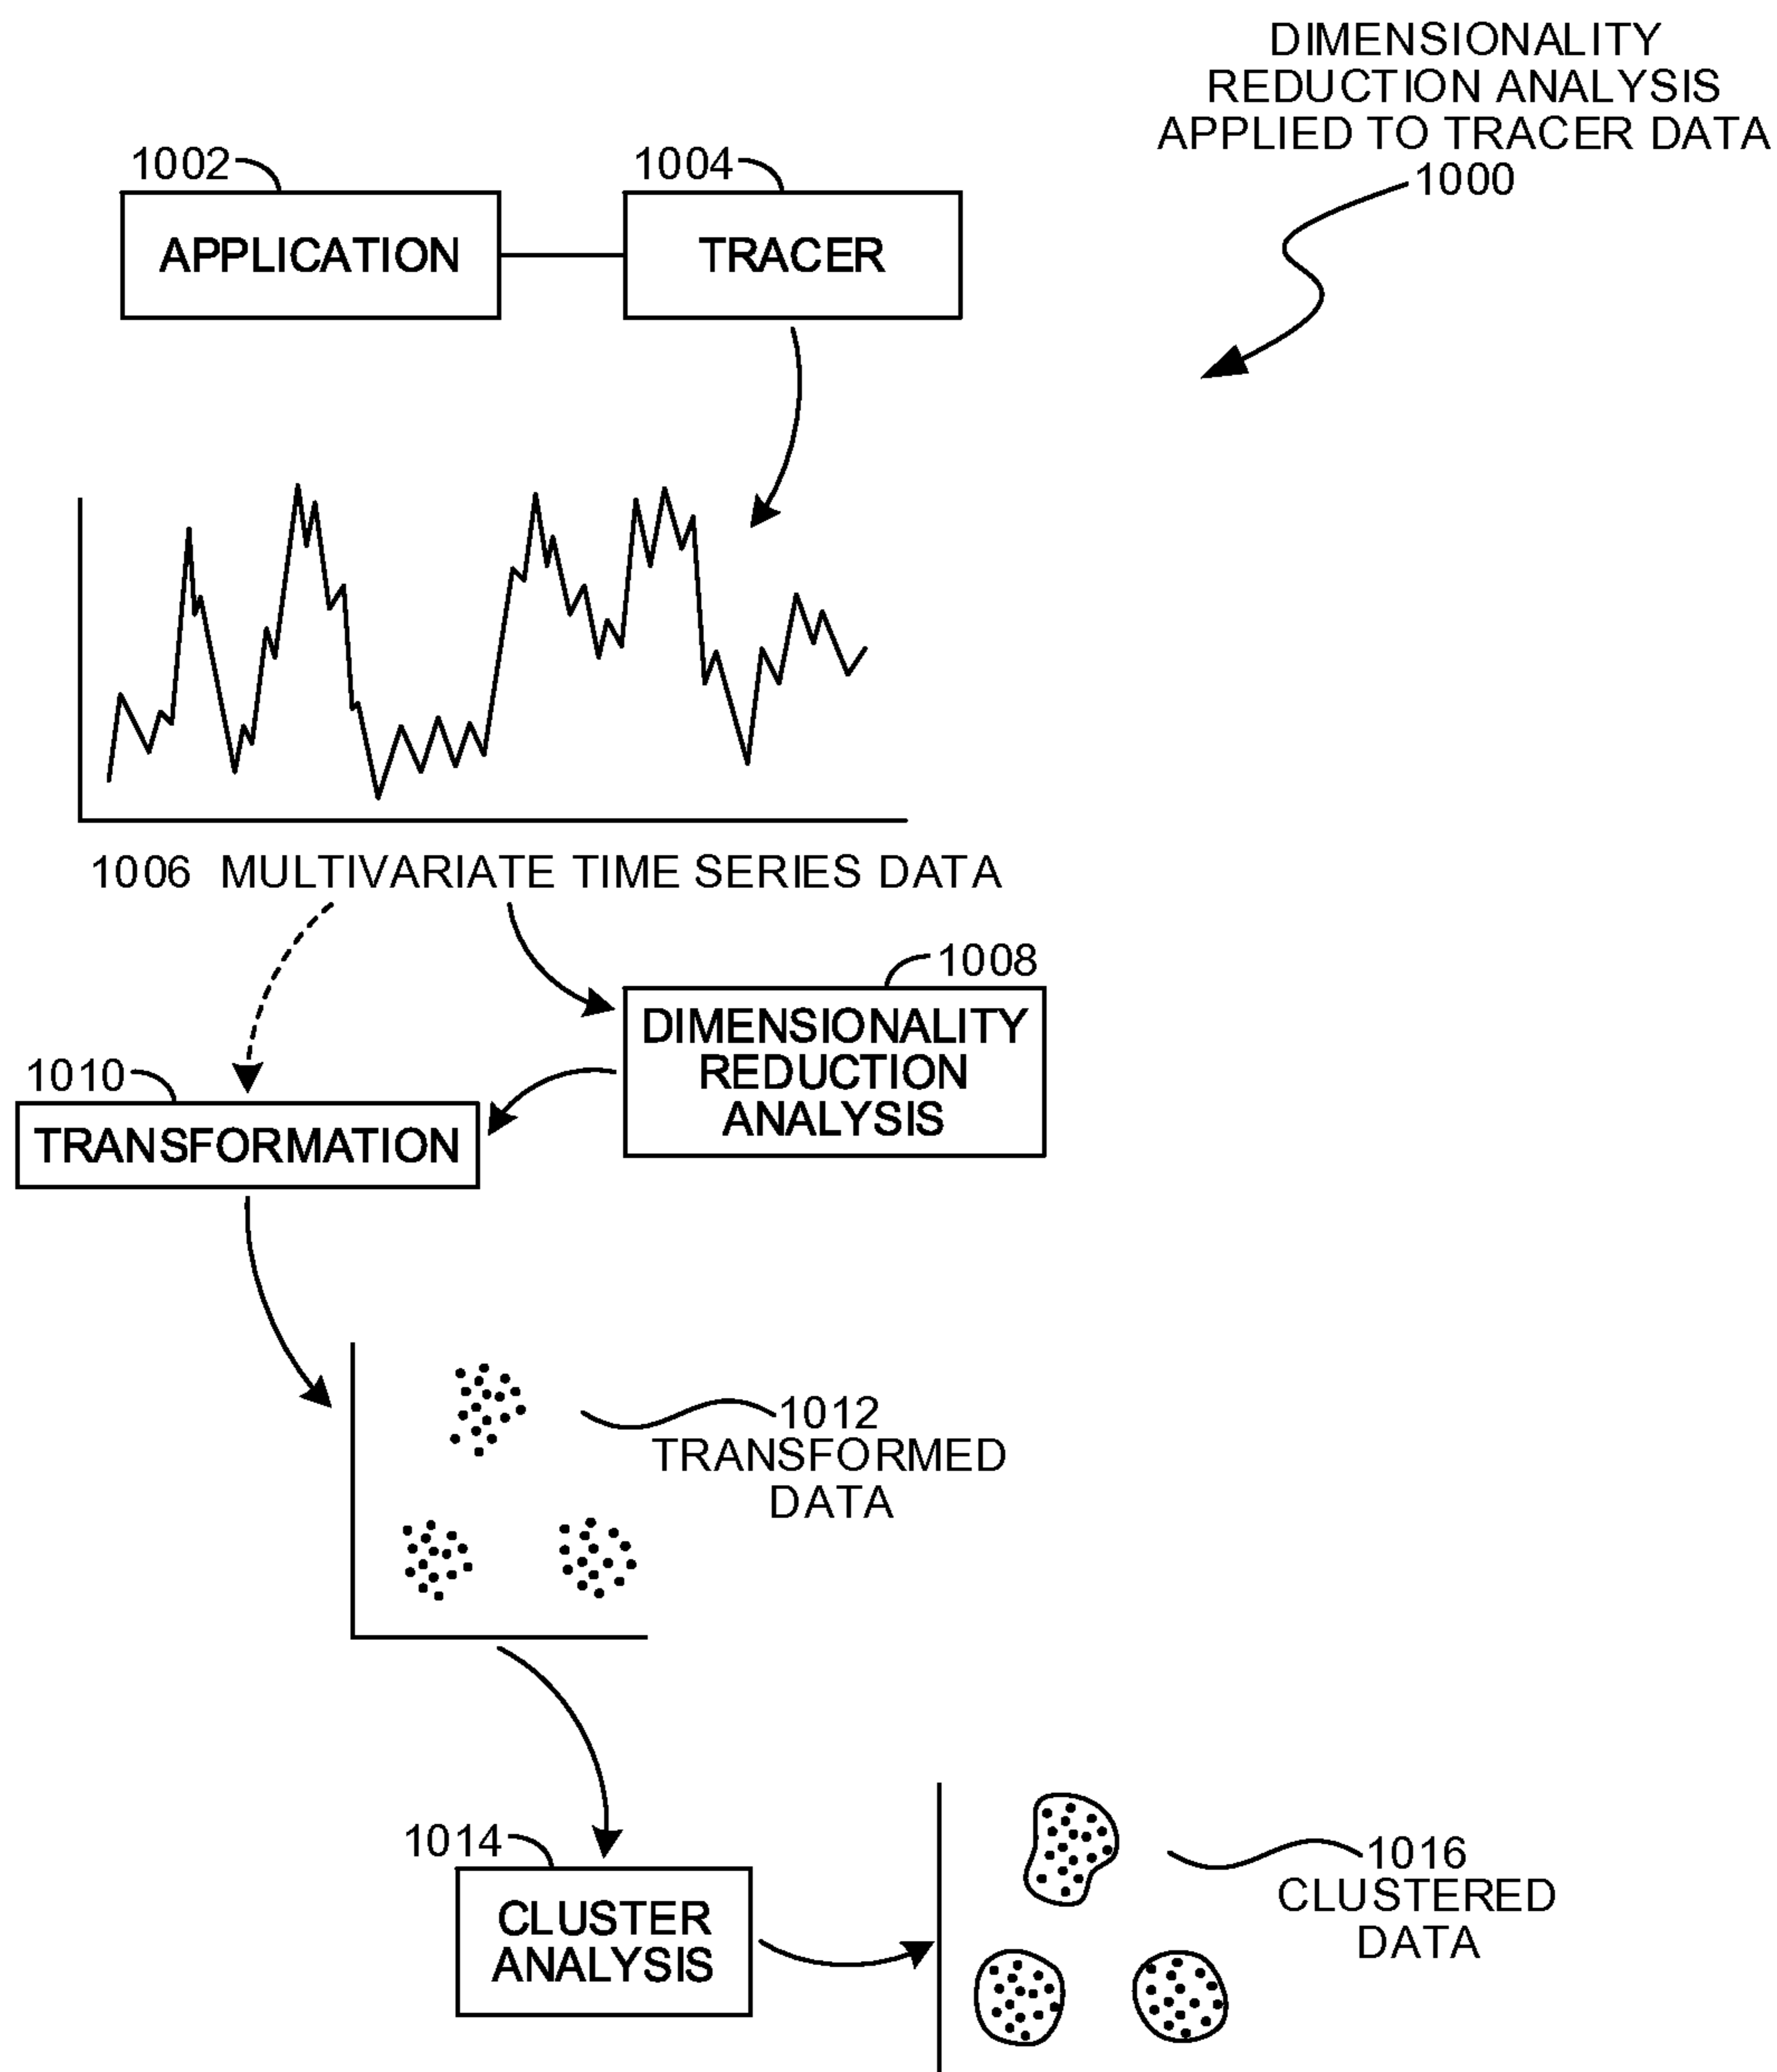 DIMENSIONALITY
REDUCTION ANALYSIS
APPLIED TO TRACER DATA
1000
1002
1004
APPLICATION
TRACER
1006 MULTIVARIATE TIME SERIES DATA
1008
DIMENSIONALITY
REDUCTION
ANALYSIS
1010
TRANSFORMATION
1012
TRANSFORMED
DATA
1014
CLUSTER
ANALYSIS
1016
CLUSTERED
DATA